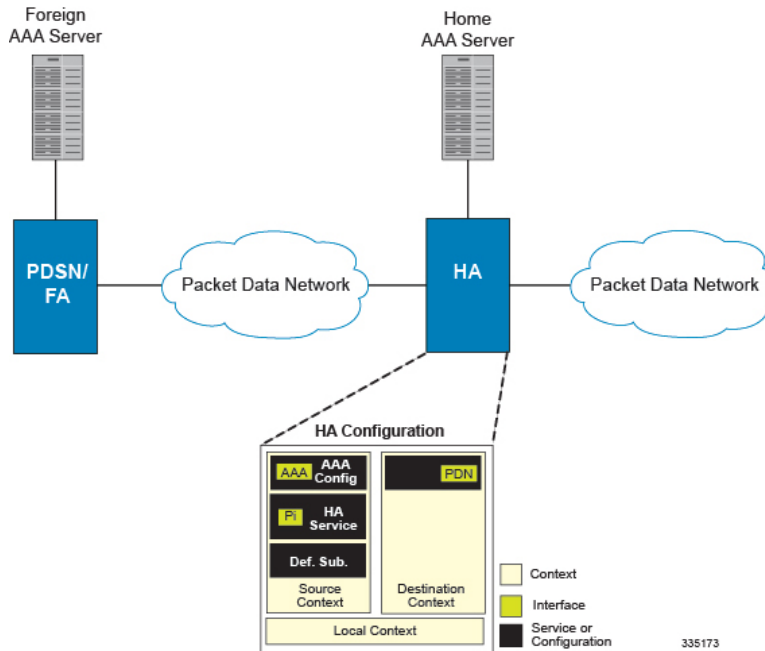 Foreign
AAA Server
Home
AAA Server
PDSN/
FA
Packet Data Network
HA
Packet Data Network
HA Configuration
AAA
AAA
Config
PDN
Pi
HA
Service
Def. Sub.
Source
Context
Destination
Context
Local Context
Context
Interface
Service or
Configuration
335173